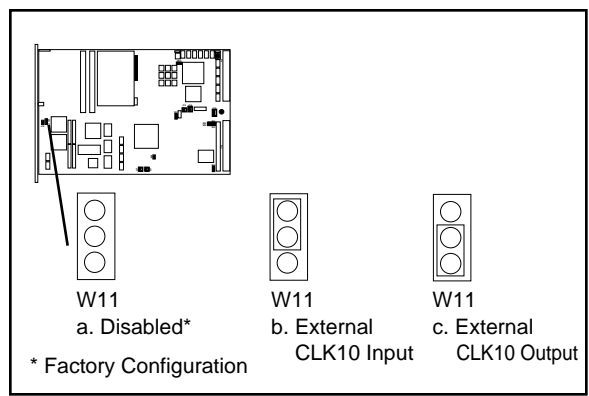 W11
a. Disabled*
W11
b. External
CLK10 Input
W11
c. External
CLK10 Output
* Factory Configuration